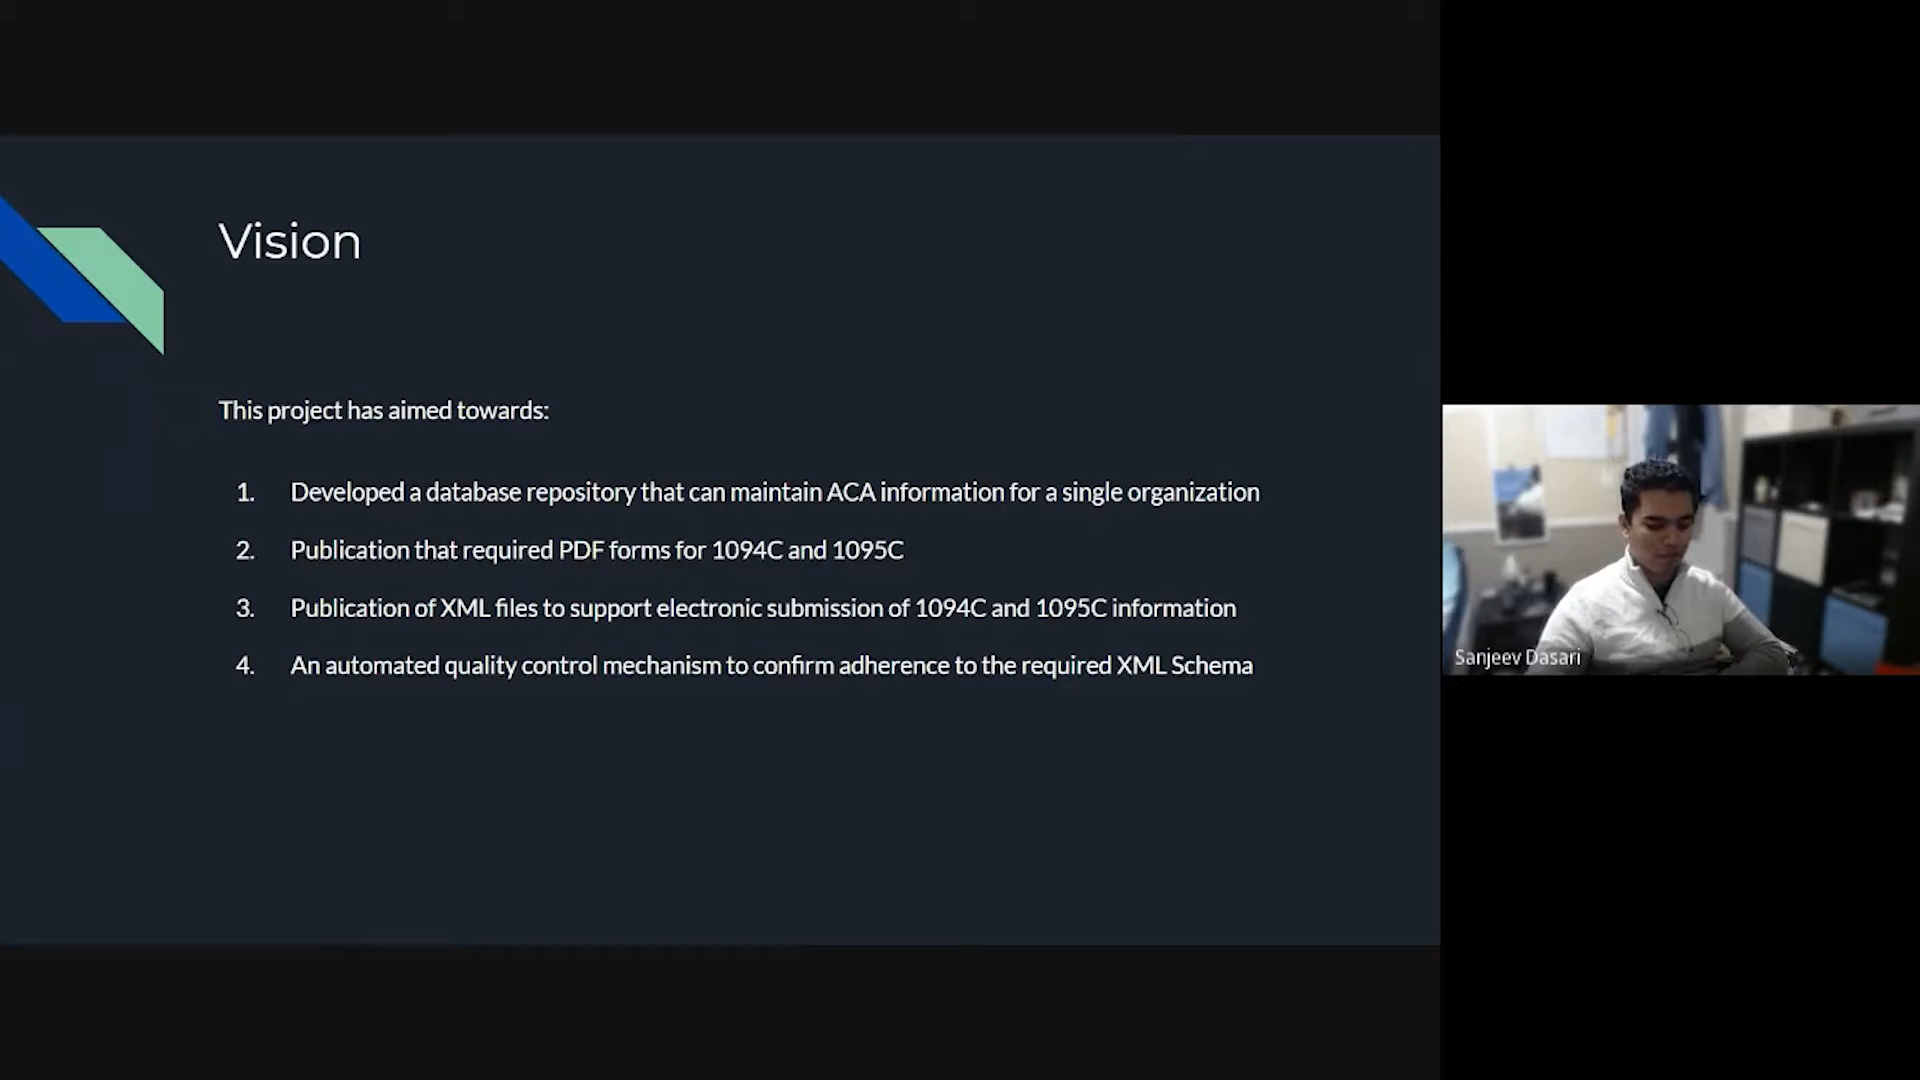 Vision
This project has aimed towards:
1. Developed a database repository that can maintain ACA information for a single organization
2. Publication that required PDF forms for 1094C and 1095C
3. Publication of XML files to support electronic submission of 1094C and 1095C information
4. An automated quality control mechanism to confirm adherence to the required XML Schema
Sanjeev Dasari